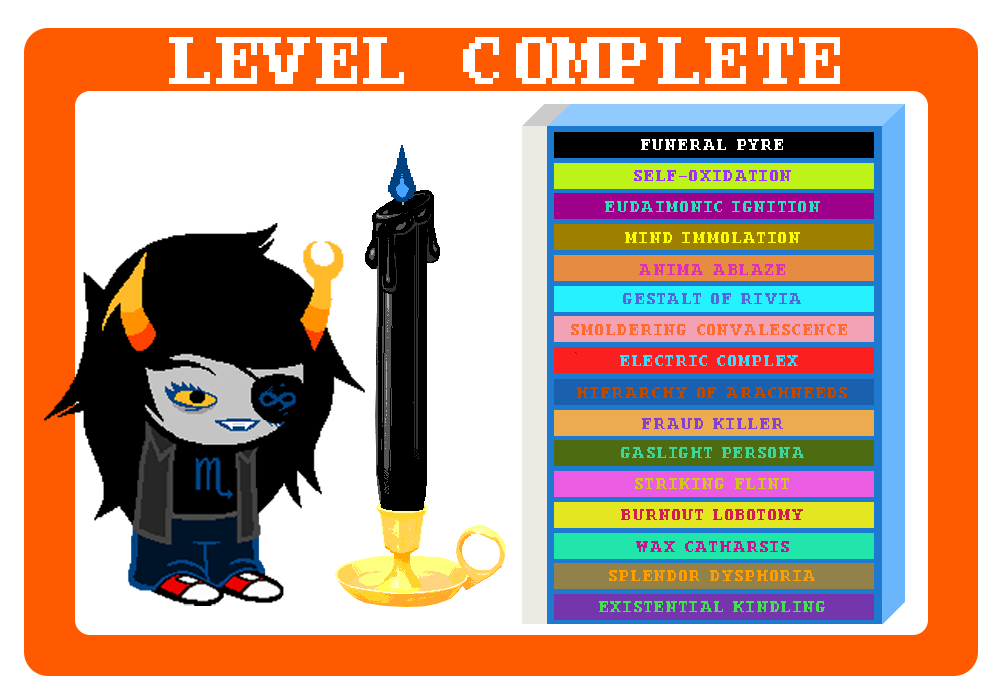 LEVEL COMPLETE
FUNERAL PYRE
SELF-OXIDATION
EUDAIMONIC IGNITION
MIND IMMOLATION
ANIMA ABLAZE
GESTALT OF RIVIA
SMOLDERING CONVALESCENCE
ELECTRIC COMPLEX
HIERARCHY OF ARACHNEEDS
FRAUD KILLER
GASLIGHT PERSONA
STRIKING FLINT
BURNOUT LOBOTOMY
WAX CATHARSIS
SPLENDOR DYSPHORIA
EXISTENTIAL KINDLING